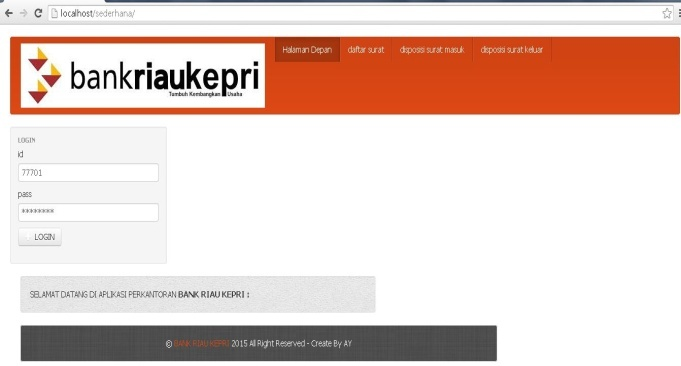 localhost/sederhana/
bankriaukepri
Tumbuh Kembangkan Usaha
Halaman Depan daftar surat disposisi surat masuk disposisi surat keluar
LOGIN
id
77701
pass
********
LOGIN
SELAMAT DATANG DI APLIKASI PERKANTORAN BANK RIAU KEPRI :
© BANK RIAU KEPRI 2015 All Right Reserved - Create By AY